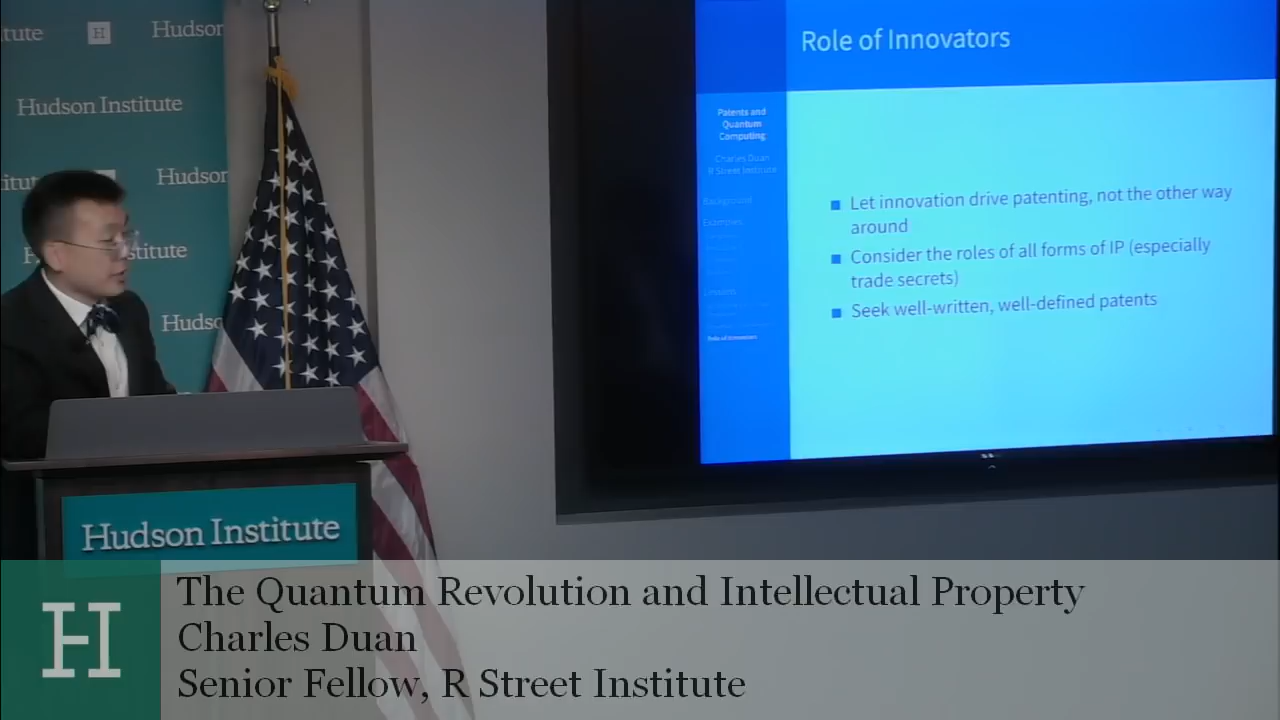 tute
H
Hudson
Hudson Institute
Hudson
stitute
Hudso
Hudson Institute
Role of Innovators
Patents and
Quantum
Computing
Charles Duan
R Street Institute
Background
Examples
Lessons
Role of Innovators
Let innovation drive patenting, not the other way
around
Consider the roles of all forms of IP (especially
trade secrets)
Seek well-written, well-defined patents
H
The Quantum Revolution and Intellectual Property
Charles Duan
Senior Fellow, R Street Institute